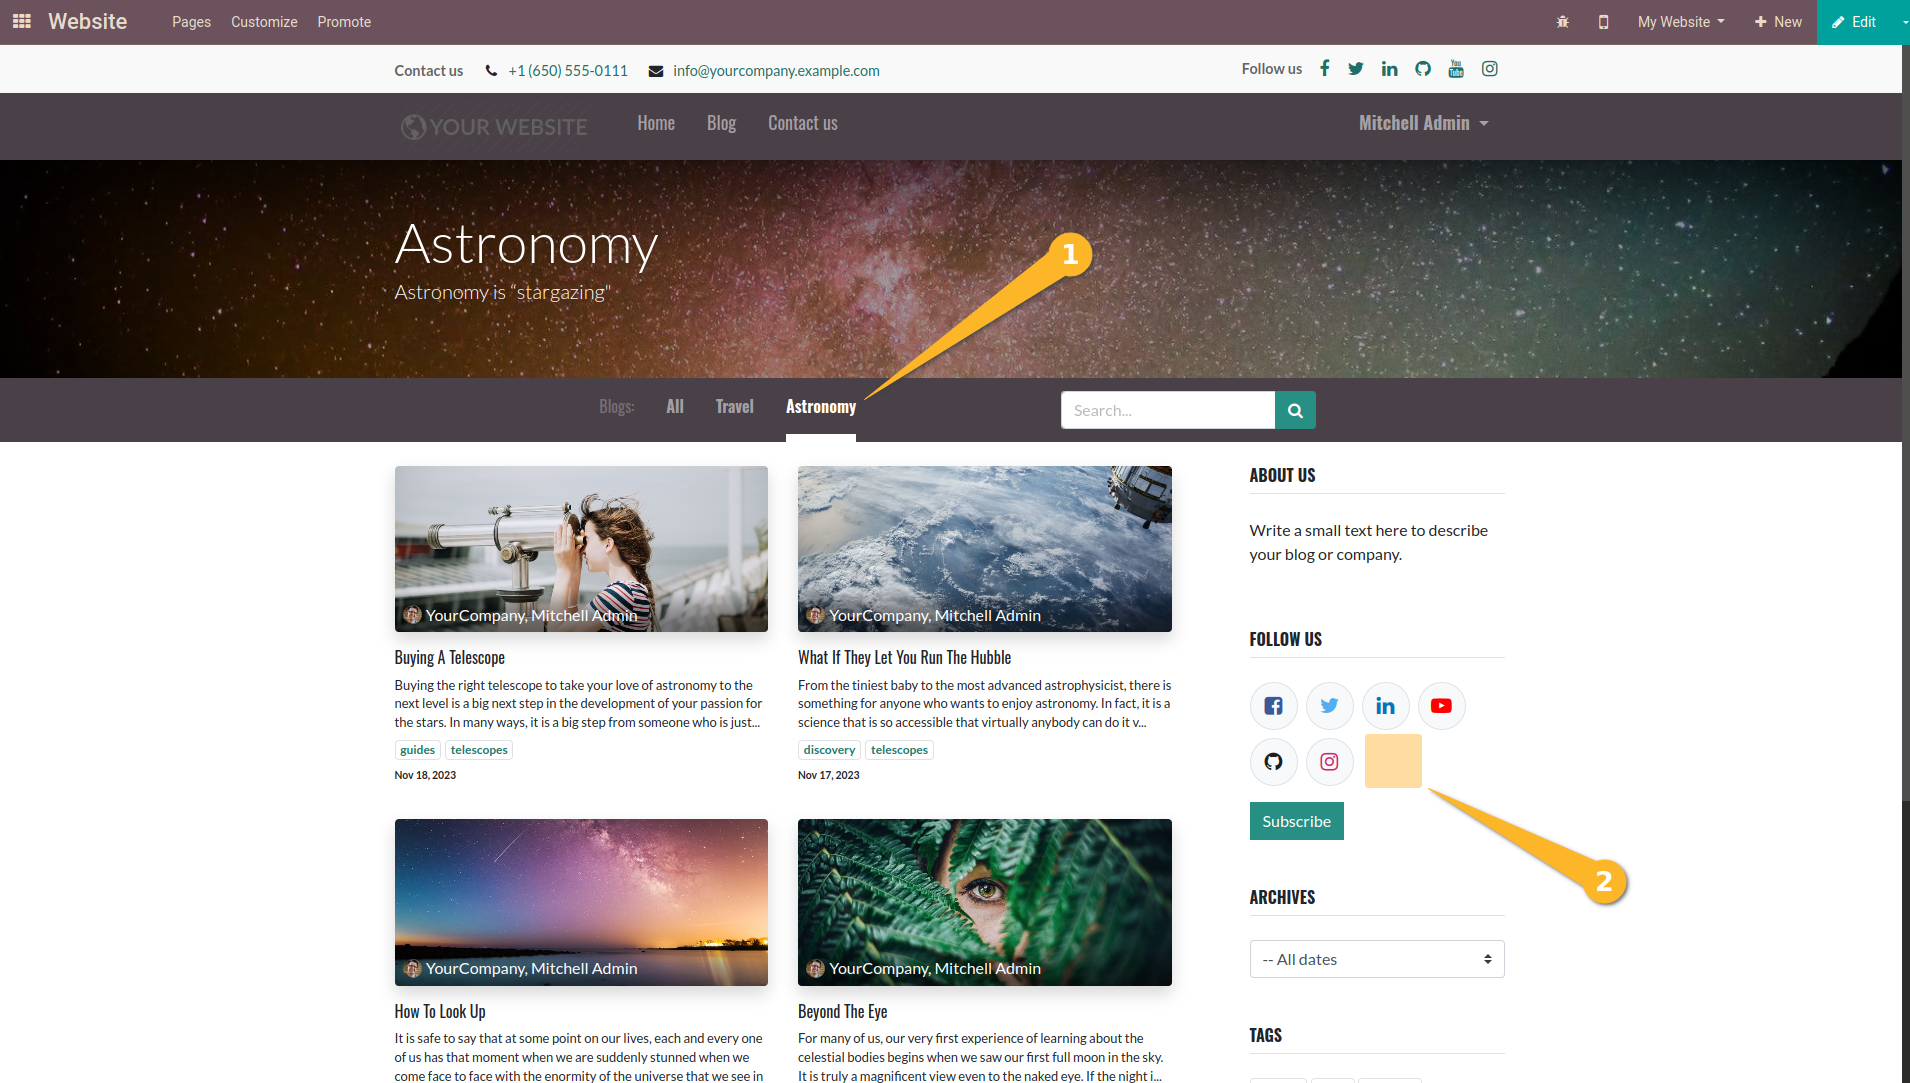 Website
Pages
Customize
Promote
My Website
New
Edit
Contact us
+1 (650) 555-0111
info@yourcompany.example.com
Follow us
YOUR WEBSITE
Home
Blog
Contact us
Mitchell Admin
Astronomy
Astronomy is “stargazing"
1
Blogs:
All
Travel
Astronomy
Search...
YourCompany, Mitchell Admin
Buying A Telescope
Buying the right telescope to take your love of astronomy to the
next level is a big next step in the development of your passion for
the stars. In many ways, it is a big step from someone who is just...
guides
telescopes
Nov 18, 2023
YourCompany, Mitchell Admin
What If They Let You Run The Hubble
From the tiniest baby to the most advanced astrophysicist, there is
something for anyone who wants to enjoy astronomy. In fact, it is a
science that is so accessible that virtually anybody can do it v...
discovery
telescopes
Nov 17, 2023
YourCompany, Mitchell Admin
How To Look Up
It is safe to say that at some point on our lives, each and every one
of us has that moment when we are suddenly stunned when we
come face to face with the enormity of the universe that we see in
YourCompany, Mitchell Admin
Beyond The Eye
For many of us, our very first experience of learning about the
celestial bodies begins when we saw our first full moon in the sky.
It is truly a magnificent view even to the naked eye. If the night i...
ABOUT US
Write a small text here to describe
your blog or company.
FOLLOW US
Subscribe
2
ARCHIVES
-- All dates
TAGS